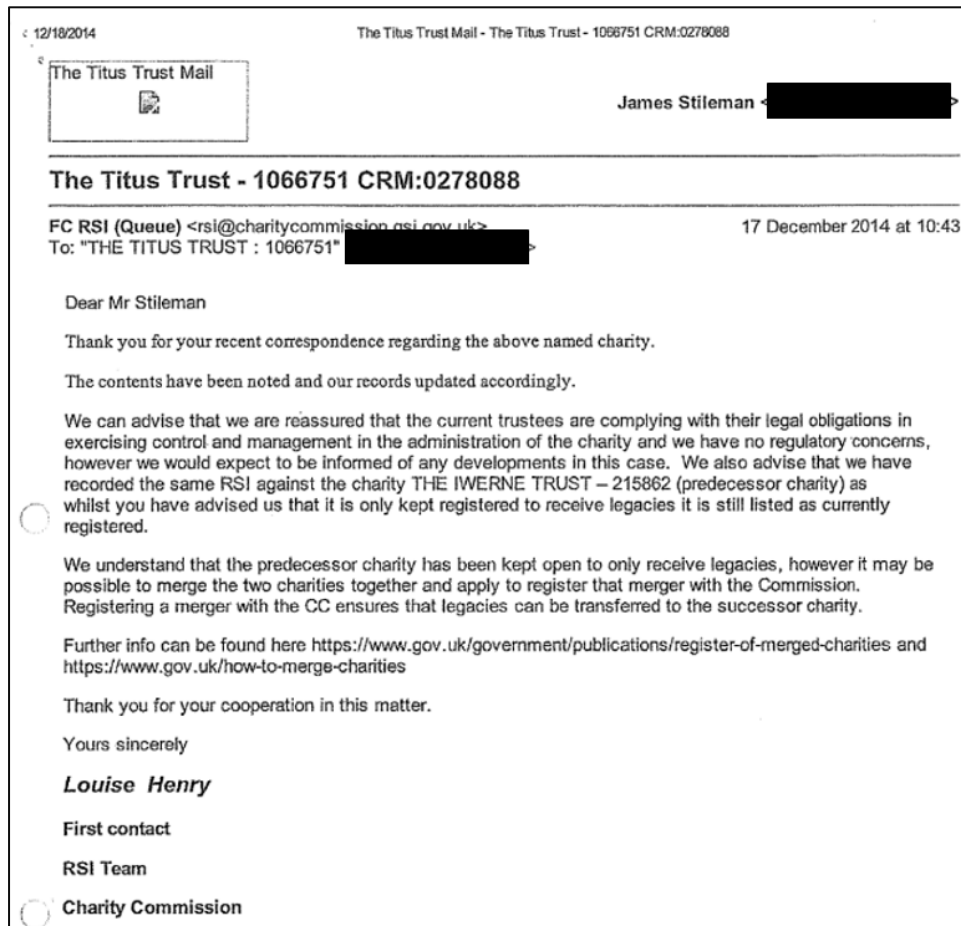 12/18/2014 The Titus Trust Mail - The Titus Trust - 1066751 CRM:0278088
The Titus Trust Mail
James Stileman < >
The Titus Trust - 1066751 CRM:0278088
FC RSI (Queue) <rsi@charitycommission.gsi.gov.uk> 17 December 2014 at 10:43
To: "THE TITUS TRUST : 1066751" >
Dear Mr Stileman
Thank you for your recent correspondence regarding the above named charity.
The contents have been noted and our records updated accordingly.
We can advise that we are reassured that the current trustees are complying with their legal obligations in
exercising control and management in the administration of the charity and we have no regulatory concerns,
however we would expect to be informed of any developments in this case. We also advise that we have
recorded the same RSI against the charity THE IWERNE TRUST – 215862 (predecessor charity) as
whilst you have advised us that it is only kept registered to receive legacies it is still listed as currently
registered.
We understand that the predecessor charity has been kept open to only receive legacies, however it may be
possible to merge the two charities together and apply to register that merger with the Commission.
Registering a merger with the CC ensures that legacies can be transferred to the successor charity.
Further info can be found here https://www.gov.uk/government/publications/register-of-merged-charities and
https://www.gov.uk/how-to-merge-charities
Thank you for your cooperation in this matter.
Yours sincerely
Louise Henry
First contact
RSI Team
Charity Commission